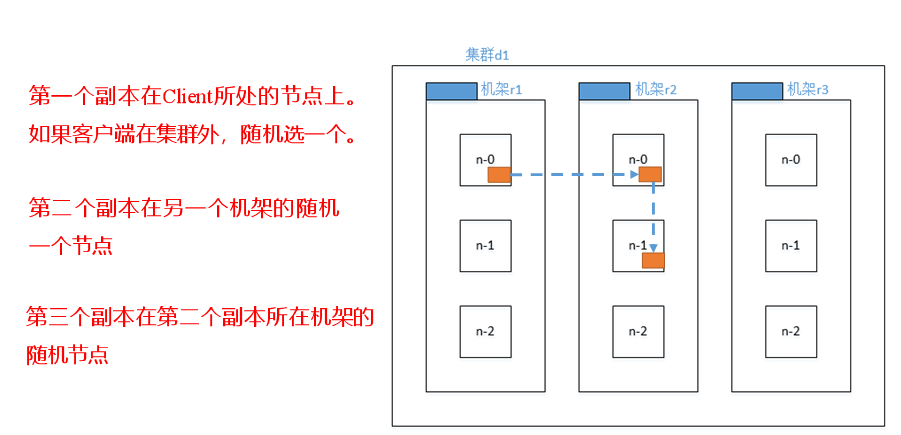 集群d1
第一个副本在Client所处的节点上。
如果客户端在集群外，随机选一个。
第二个副本在另一个机架的随机
一个节点
第三个副本在第二个副本所在机架的
随机节点
机架r1
机架r2
机架r3
n-0
n-0
n-0
n-1
n-1
n-1
n-2
n-2
n-2